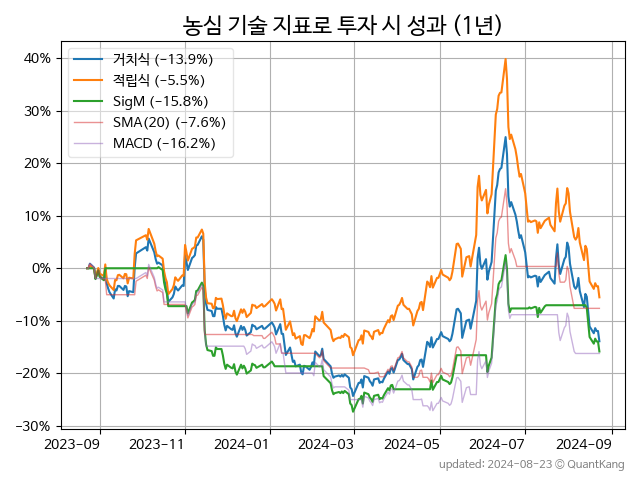 농심 기술 지표로 투자 시 성과 (1년)
거치식 (−13.9%)
적립식 (−5.5%)
SigM (−15.8%)
SMA(20) (−7.6%)
MACD (−16.2%)
40%
30%
20%
10%
0%
−10%
−20%
−30%
2023-09
2023-11
2024-01
2024-03
2024-05
2024-07
2024-09
updated: 2024-08-23 © QuantKang